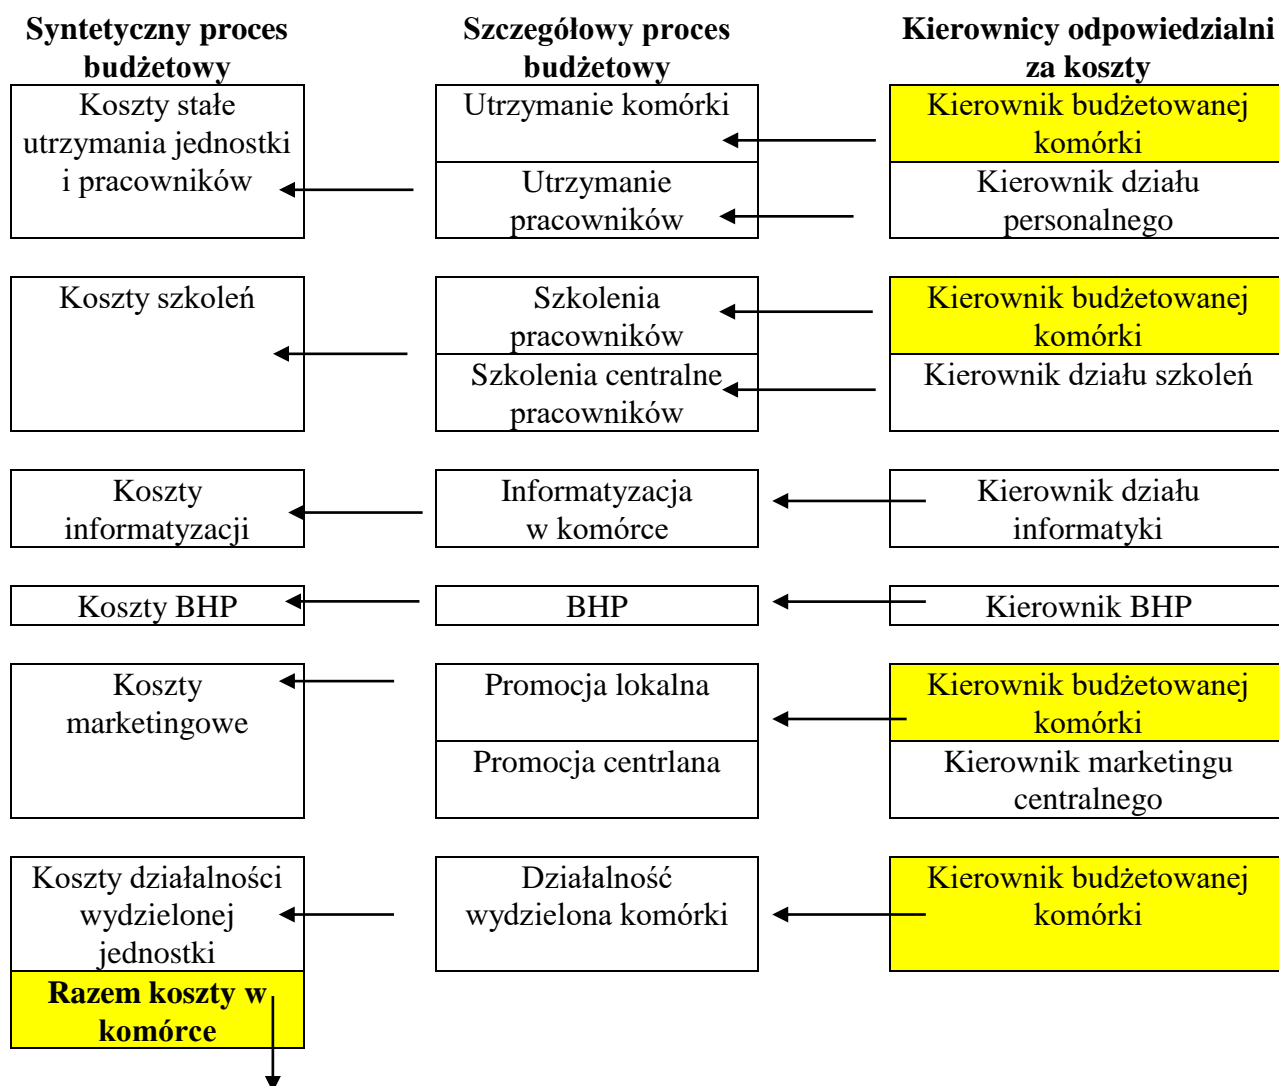 Syntetyczny proces
budżetowy
Szczegółowy proces
budżetowy
Kierownicy odpowiedzialni
za koszty
Koszty stałe
utrzymania jednostki
i pracowników
Utrzymanie komórki
Kierownik budżetowanej
komórki
Utrzymanie
pracowników
Kierownik działu
personalnego
Koszty szkoleń
Szkolenia
pracowników
Kierownik budżetowanej
komórki
Szkolenia centralne
pracowników
Kierownik działu szkoleń
Koszty
informatyzacji
Informatyzacja
w komórce
Kierownik działu
informatyki
Koszty BHP
BHP
Kierownik BHP
Koszty
marketingowe
Promocja lokalna
Kierownik budżetowanej
komórki
Promocja centrlana
Kierownik marketingu
centralnego
Koszty działalności
wydzielonej
jednostki
Działalność
wydzielona komórki
Kierownik budżetowanej
komórki
Razem koszty w
komórce